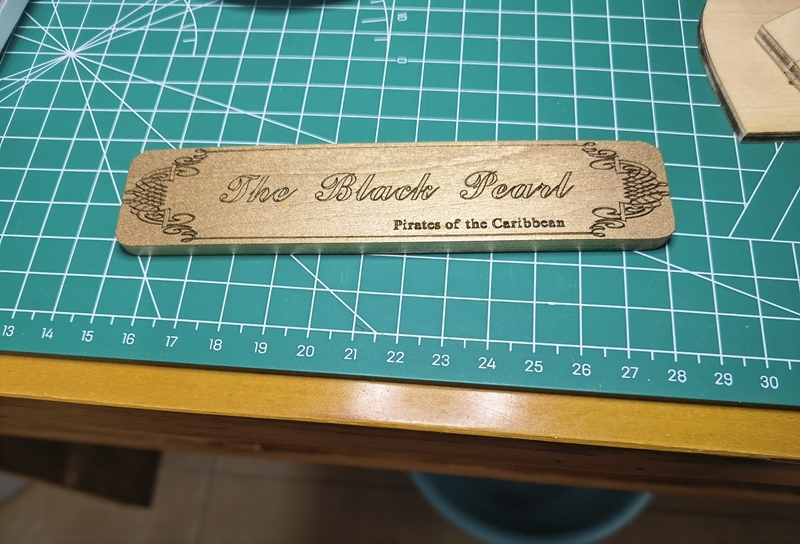 The Black Pearl
Pirates of the Caribbean
13 14 15 16 17 18 19 20 21 22 23 24 25 26 27 28 29 30